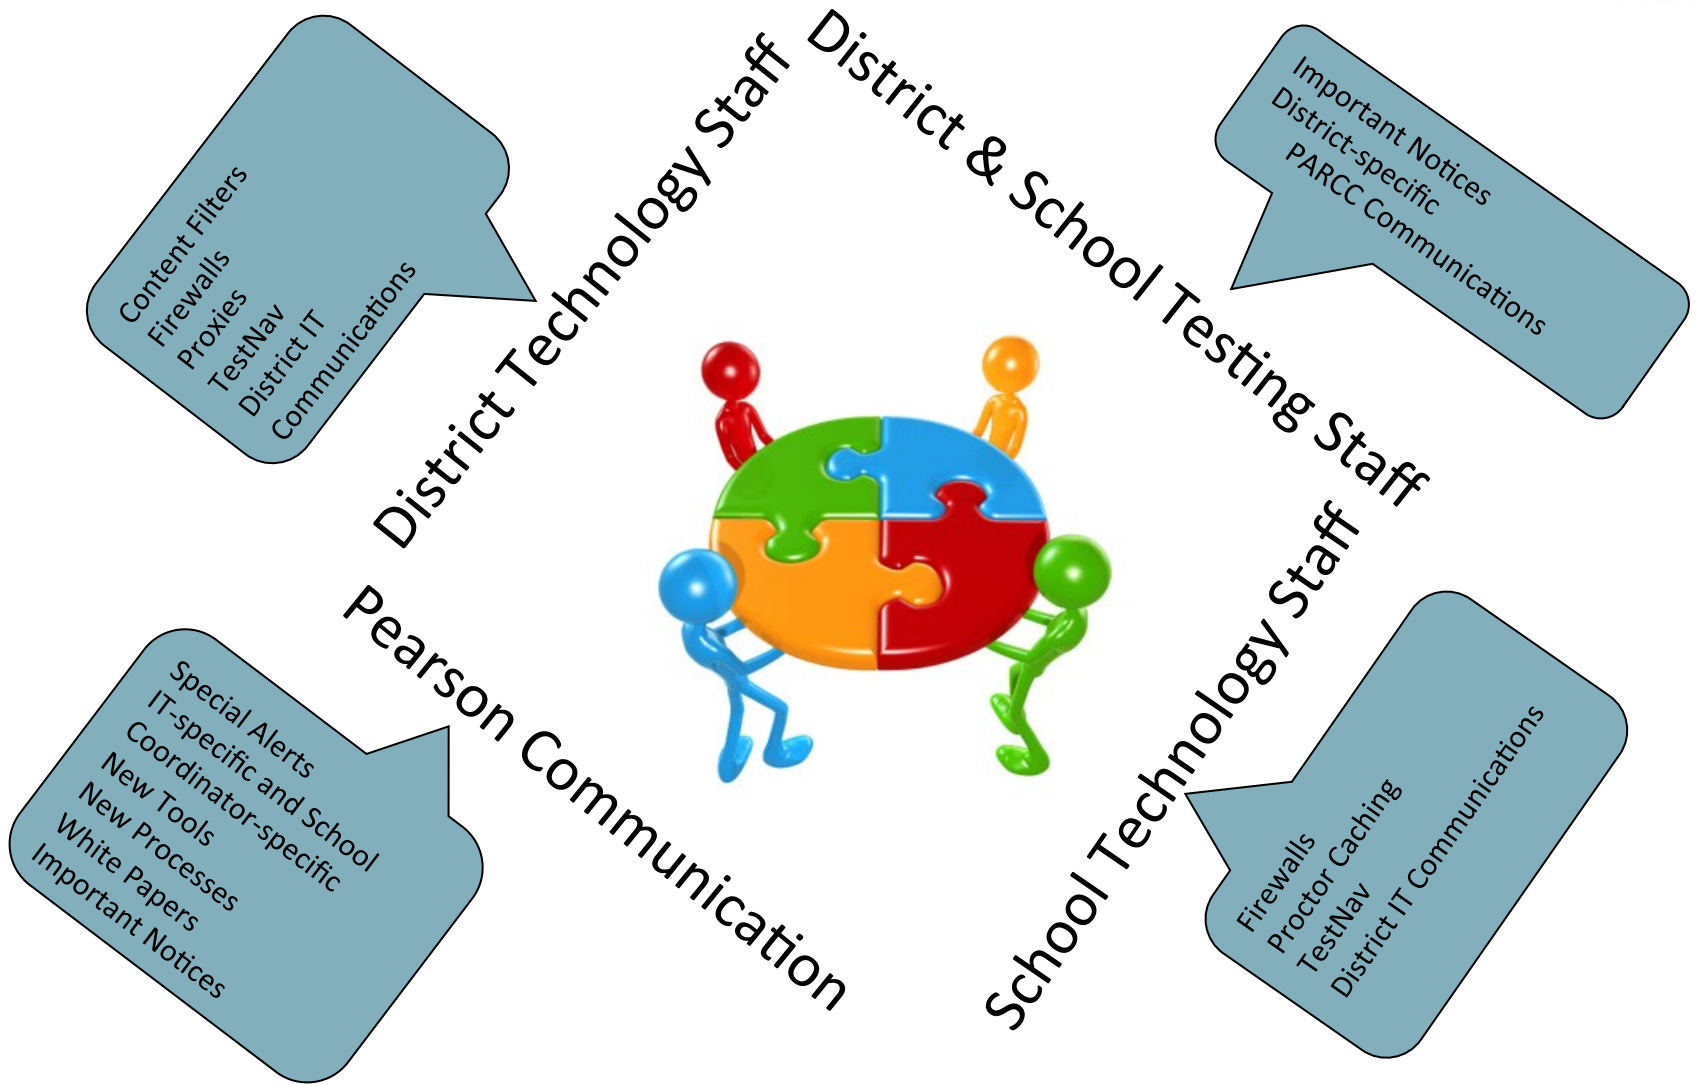 District Technology Staff
Content Filters
Firewalls
Proxies
TestNav
District IT
Communications
District & School Testing Staff
Important Notices
District-specific
PARCC Communications
Pearson Communication
Special Alerts
IT-specific and School
Coordinator-specific
New Tools
New Processes
White Papers
Important Notices
School Technology Staff
Firewalls
Proctor Caching
TestNav
District IT Communications